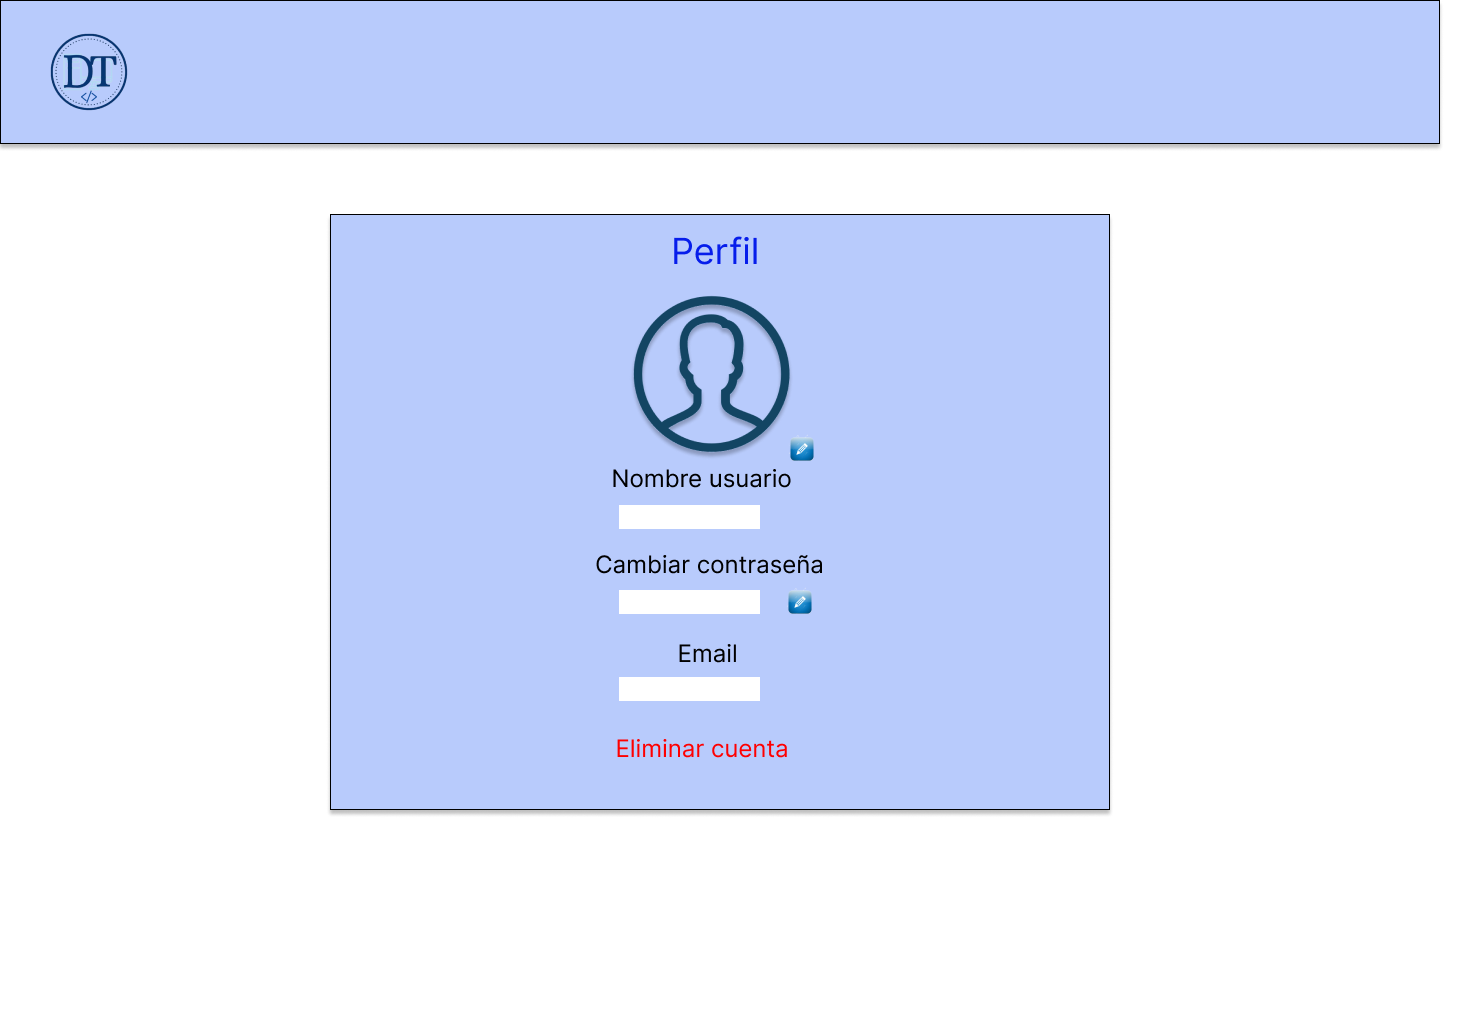 DT
</>
Perfil
Nombre usuario
Cambiar contraseña
Email
Eliminar cuenta